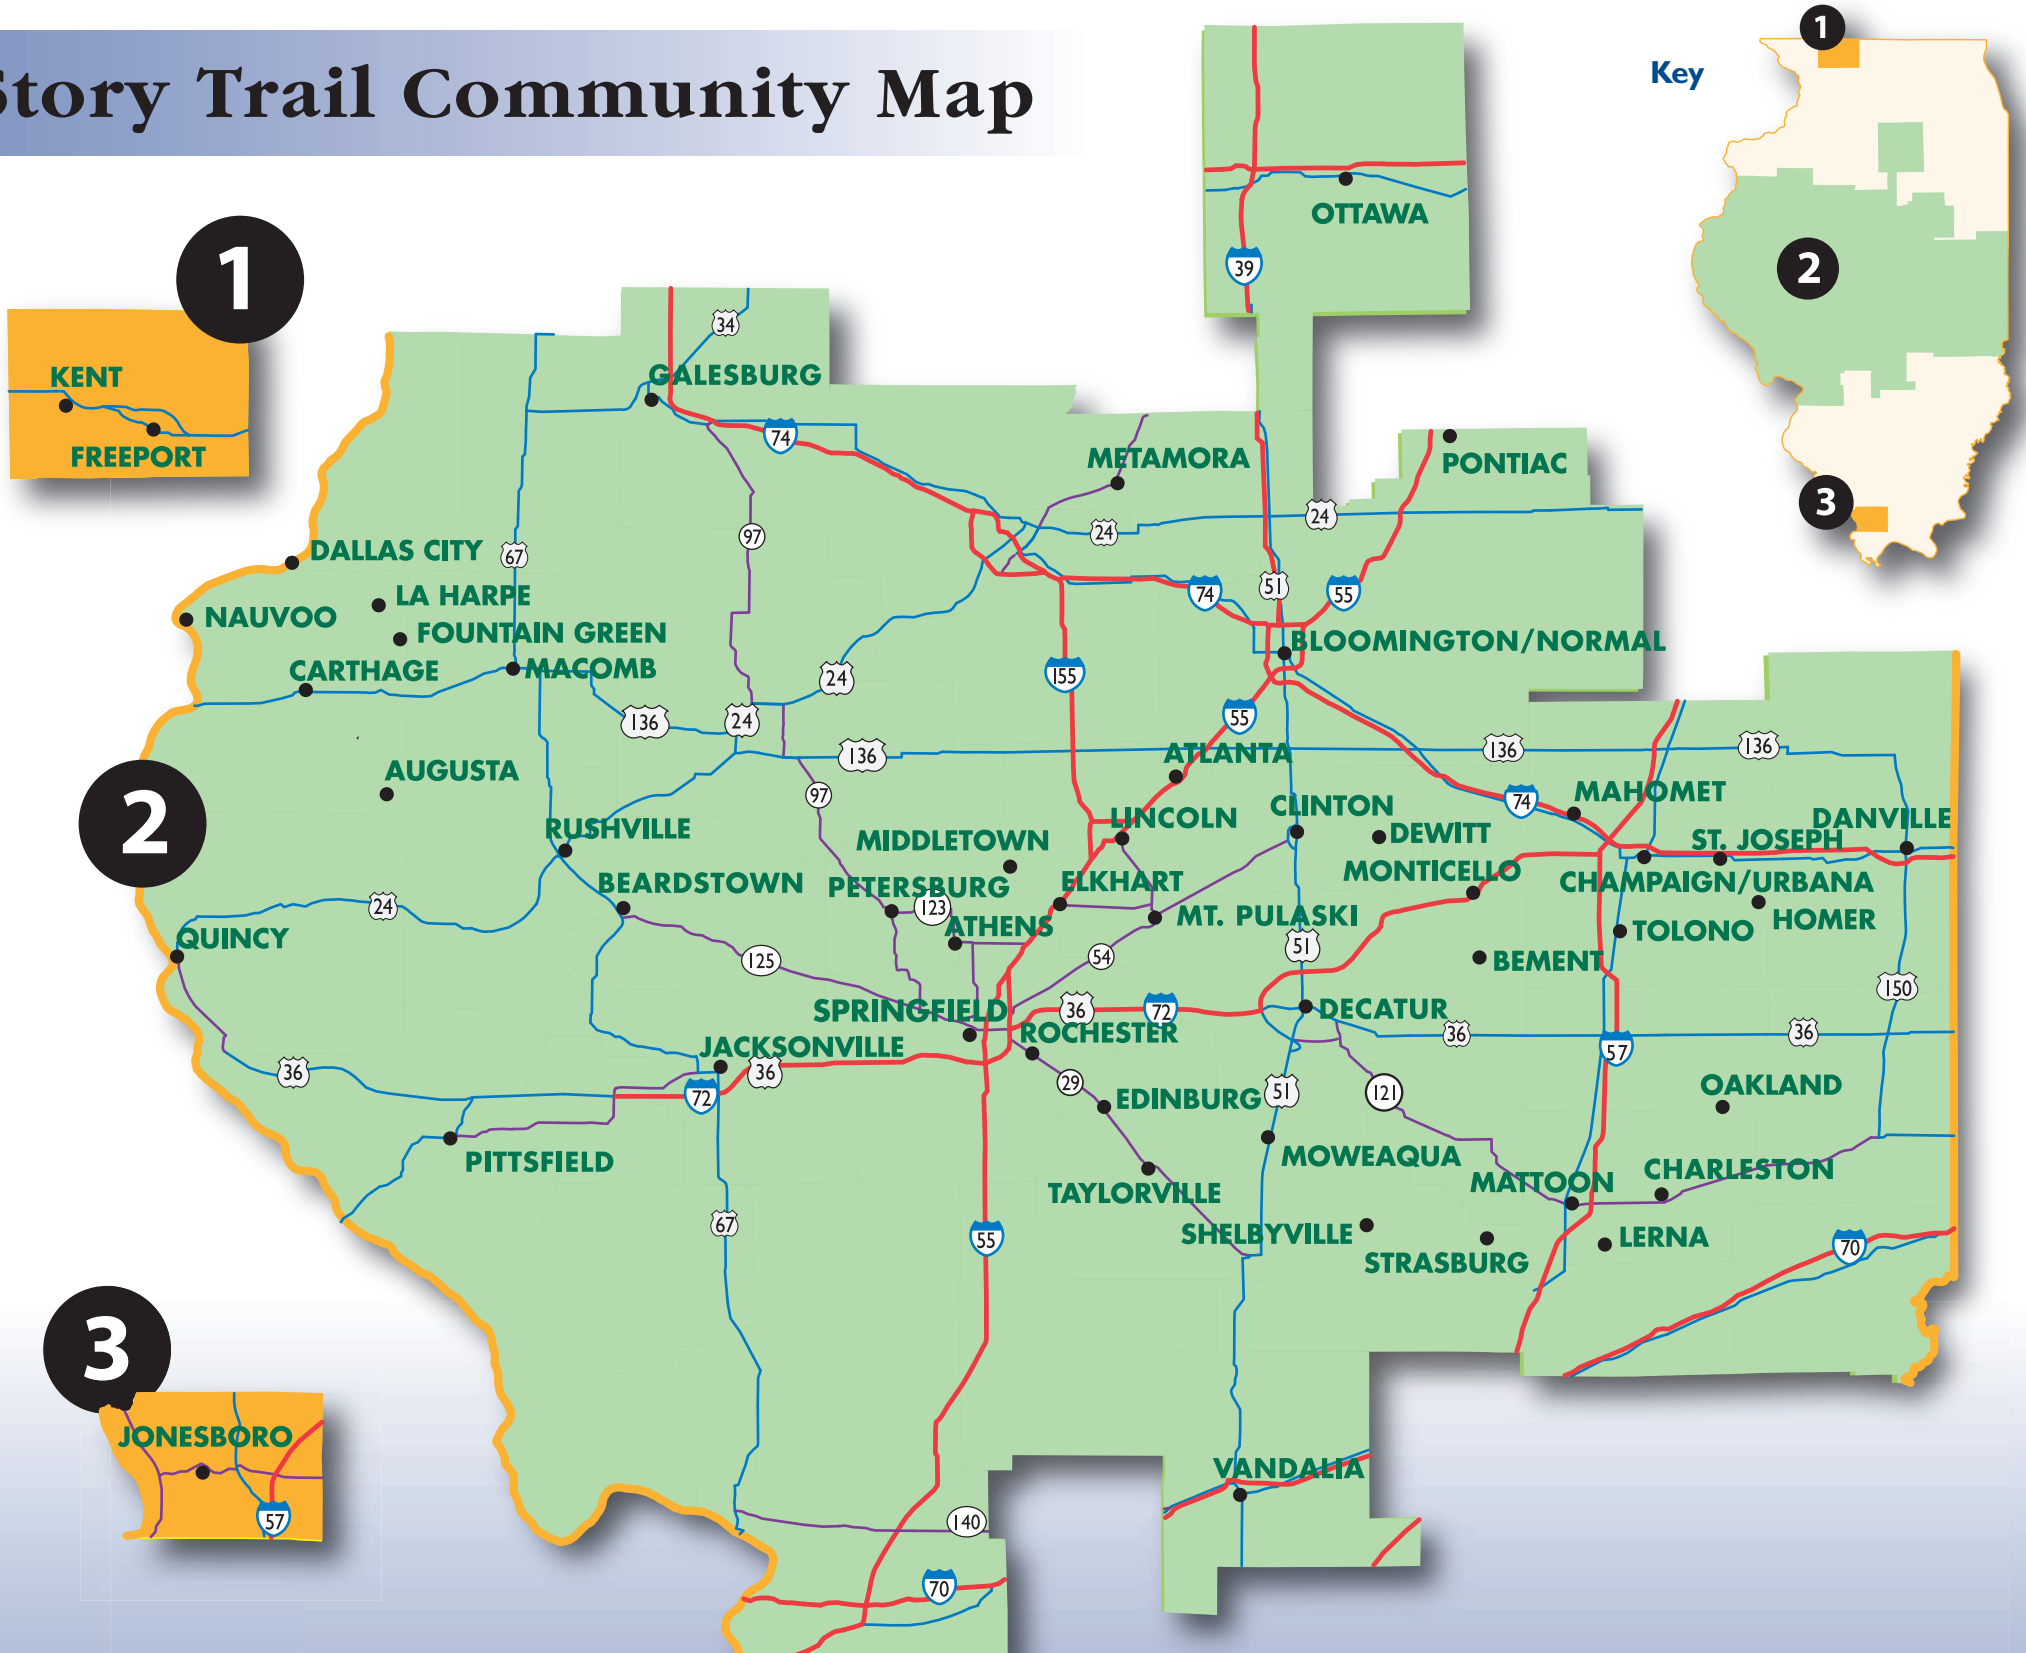 Story Trail Community Map
Key
1
2
3
1
KENT
FREEPORT
OTTAWA
39
34
GALESBURG
74
METAMORA
PONTIAC
24
24
97
67
DALLAS CITY
LA HARPE
NAUVOO
FOUNTAIN GREEN
CARTHAGE
MACOMB
74
51
55
BLOOMINGTON/NORMAL
155
24
24
136
55
136
136
136
ATLANTA
2
AUGUSTA
97
RUSHVILLE
LINCOLN
CLINTON
74
MAHOMET
DANVILLE
DEWITT
ST. JOSEPH
MIDDLETOWN
MONTICELLO
BEARDSTOWN
PETERSBURG
ELKHART
CHAMPAIGN/URBANA
24
123
ATHENS
MT. PULASKI
TOLONO
HOMER
QUINCY
125
54
51
BEMENT
150
SPRINGFIELD
36
72
DECATUR
ROCHESTER
36
36
JACKSONVILLE
36
36
57
72
29
EDINBURG
51
121
OAKLAND
PITTSFIELD
MOWEAQUA
MATTOON
CHARLESTON
TAYLORVILLE
67
55
SHELBYVILLE
STRASBURG
LERNA
70
3
JONESBORO
57
VANDALIA
140
70